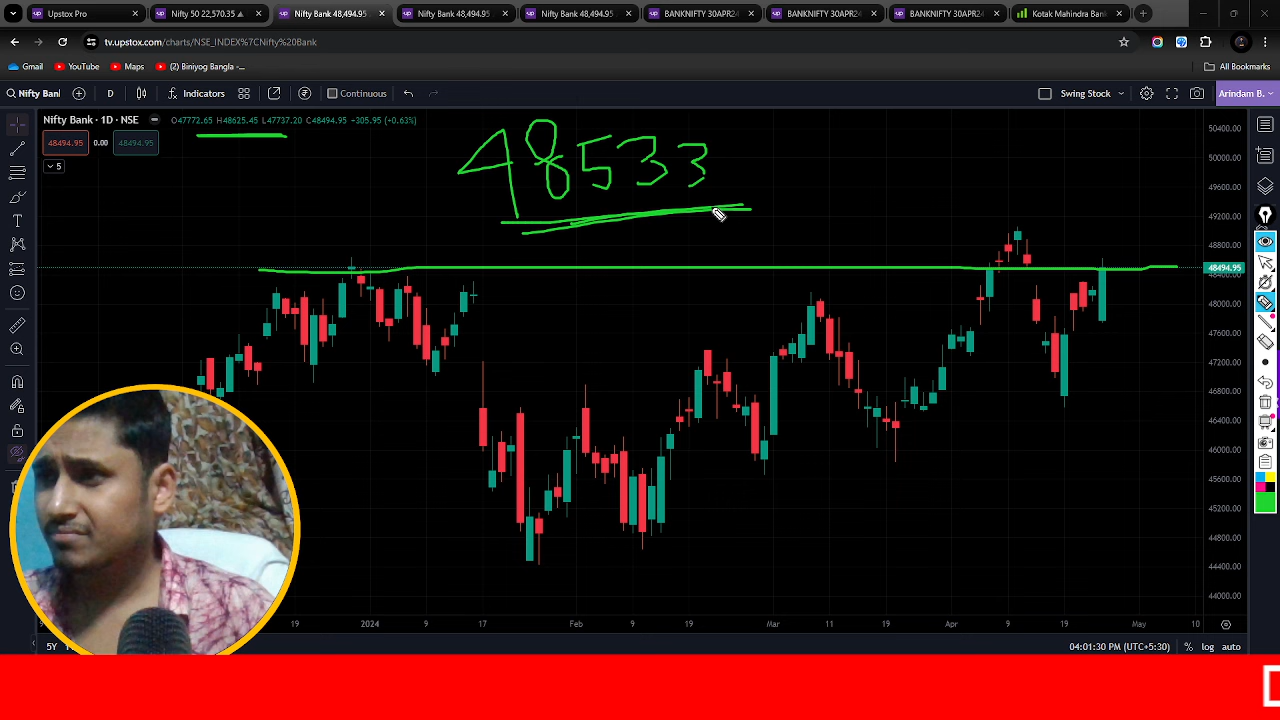 Upstox Pro
Nifty 50 22,570.35
Nifty Bank 48,494.95
Nifty Bank 48,494.95
Nifty Bank 48,494.95
BANKNIFTY 30APR24
BANKNIFTY 30APR24
BANKNIFTY 30APR24
Kotak Mahindra Ban
tv.upstox.com/charts/NSE_INDEX%7CNifty%20Bank
Gmail YouTube Maps (2) Biniyog Bangla -... All Bookmarks
Nifty Banl D Indicators Continuous Swing Stock Arindam B.
Nifty Bank · 1D · NSE O47772.65 H48625.45 L47737.20 C48494.95 +305.95 (+0.63%)
48494.95 0.00 48494.95
5
48533
50400.00
50000.00
49600.00
49200.00
48800.00
48494.95
48400.00
48000.00
47600.00
47200.00
46800.00
46400.00
46000.00
45600.00
45200.00
44800.00
44400.00
44000.00
19 2024 9 17 Feb 9 19 Mar 11 19 Apr 9 19 May 10
5Y 04:01:30 PM (UTC+5:30) % log auto